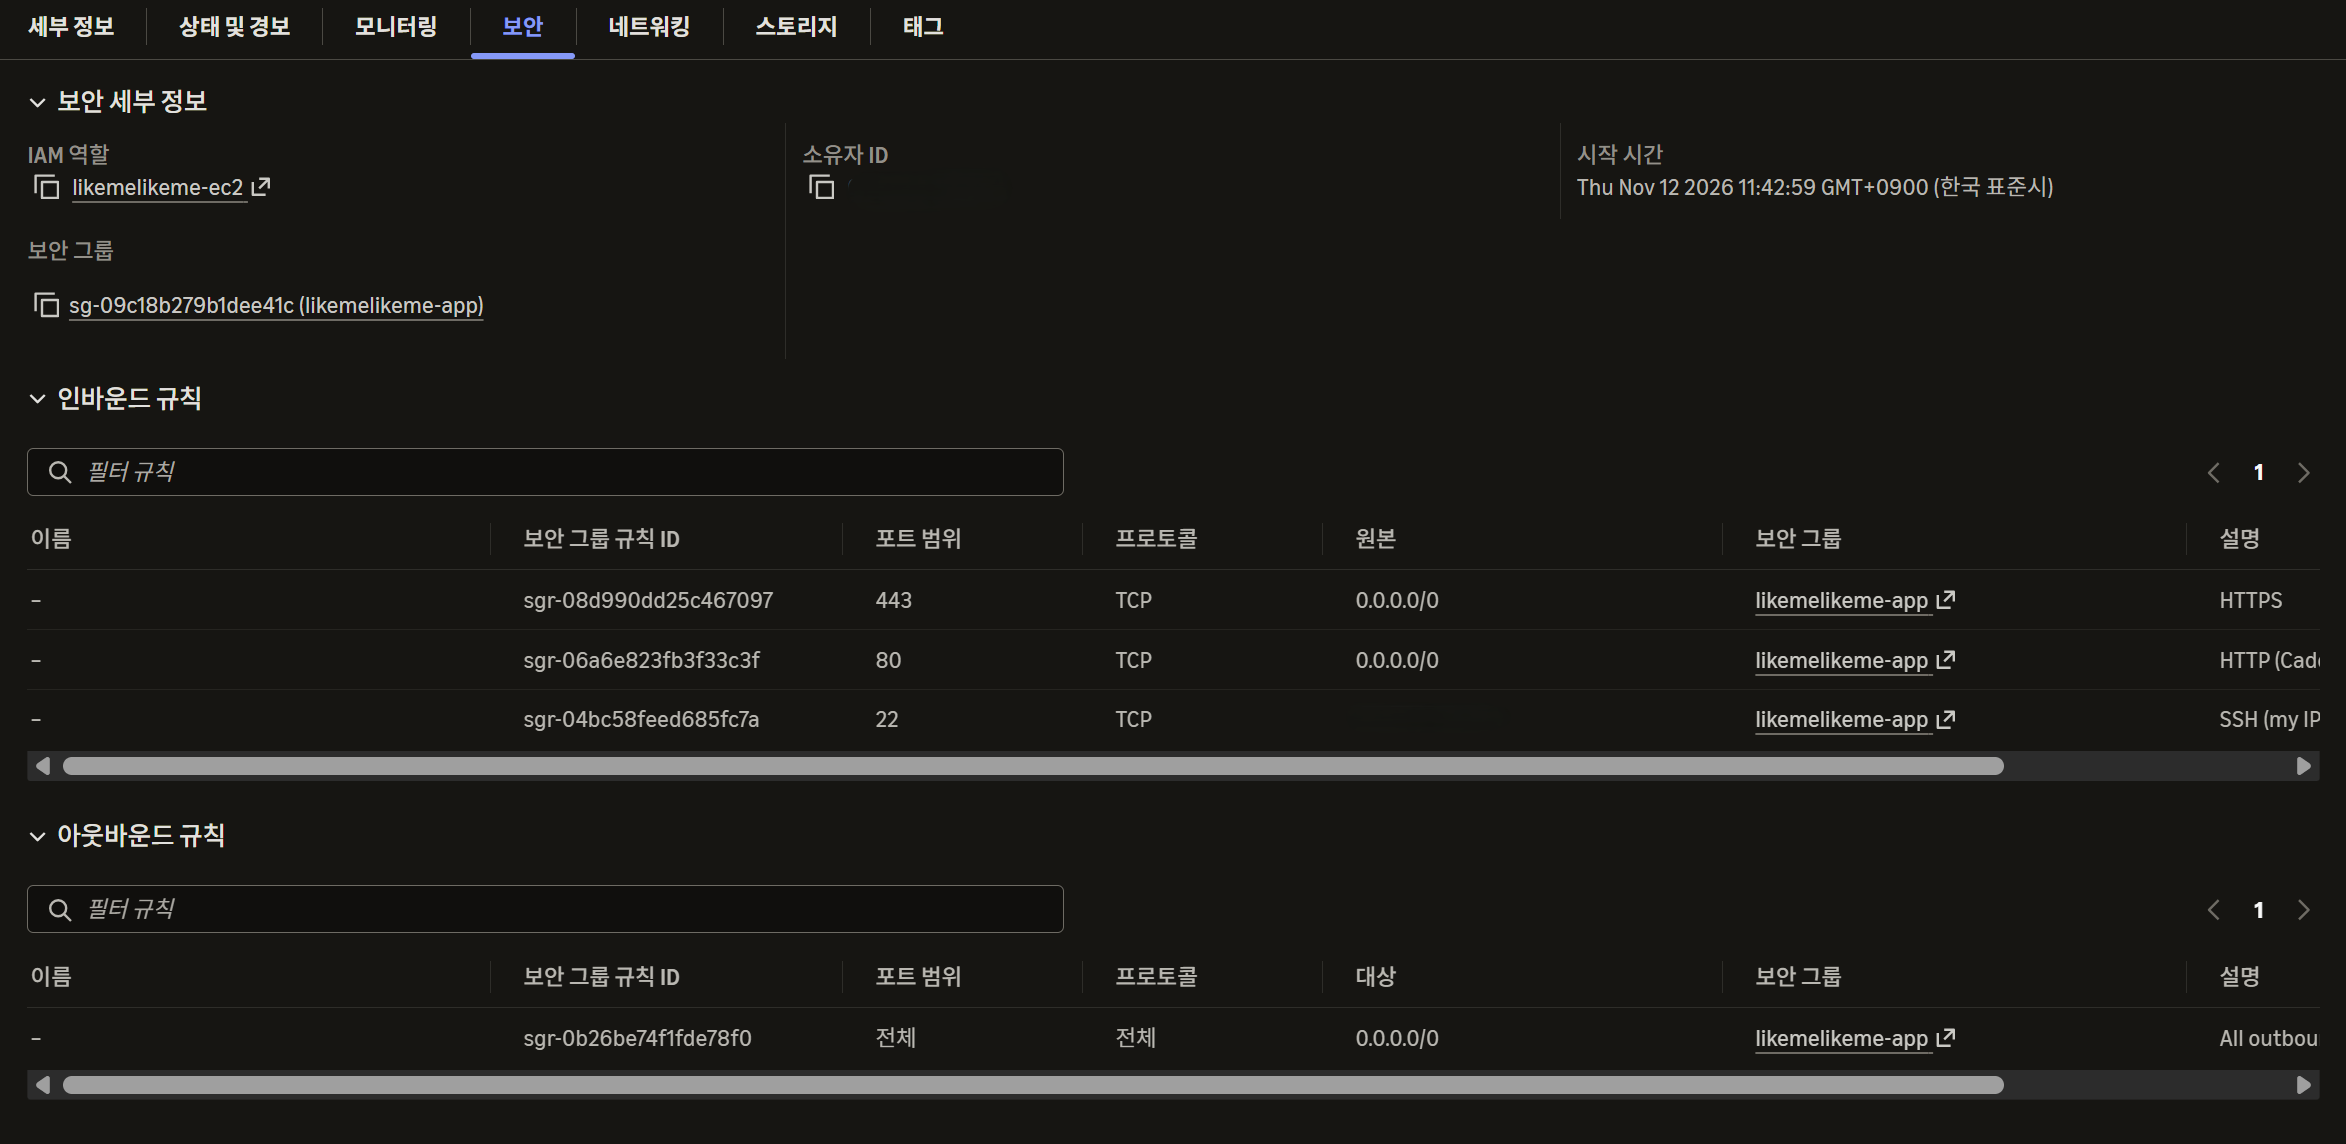 세부 정보 상태 및 경보 모니터링 보안 네트워킹 스토리지 태그
보안 세부 정보
IAM 역할 소유자 ID 시작 시간
likemelikeme-ec2 Thu Nov 12 2026 11:42:59 GMT+0900 (한국 표준시)
보안 그룹
sg-09c18b279b1dee41c (likemelikeme-app)
인바운드 규칙
필터 규칙 1
이름 보안 그룹 규칙 ID 포트 범위 프로토콜 원본 보안 그룹 설명
– sgr-08d990dd25c467097 443 TCP 0.0.0.0/0 likemelikeme-app HTTPS
– sgr-06a6e823fb3f33c3f 80 TCP 0.0.0.0/0 likemelikeme-app HTTP (Cad
– sgr-04bc58feed685fc7a 22 TCP likemelikeme-app SSH (my IP
아웃바운드 규칙
필터 규칙 1
이름 보안 그룹 규칙 ID 포트 범위 프로토콜 대상 보안 그룹 설명
– sgr-0b26be74f1fde78f0 전체 전체 0.0.0.0/0 likemelikeme-app All outbou